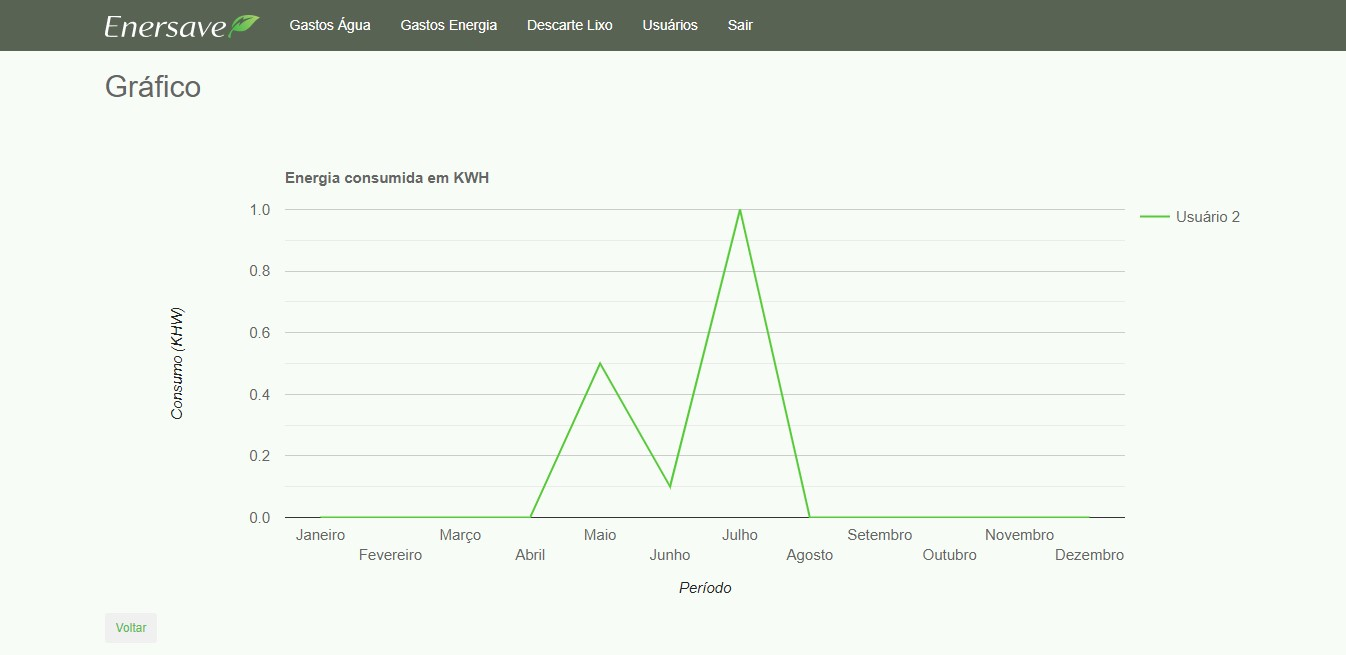 Enersave Gastos Água Gastos Energia Descarte Lixo Usuários Sair
Gráfico
Energia consumida em KWH
1.0
Usuário 2
0.8
0.6
0.4
0.2
0.0
Consumo (KHW)
Janeiro Março Maio Julho Setembro Novembro
Fevereiro Abril Junho Agosto Outubro Dezembro
Período
Voltar